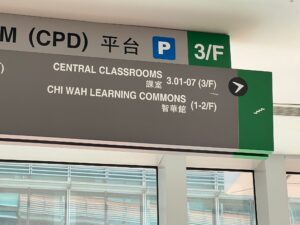 M (CPD) 平台 P 3/F
CENTRAL CLASSROOMS 3.01-07 (3/F)
課室
CHI WAH LEARNING COMMONS (1-2/F)
智華館